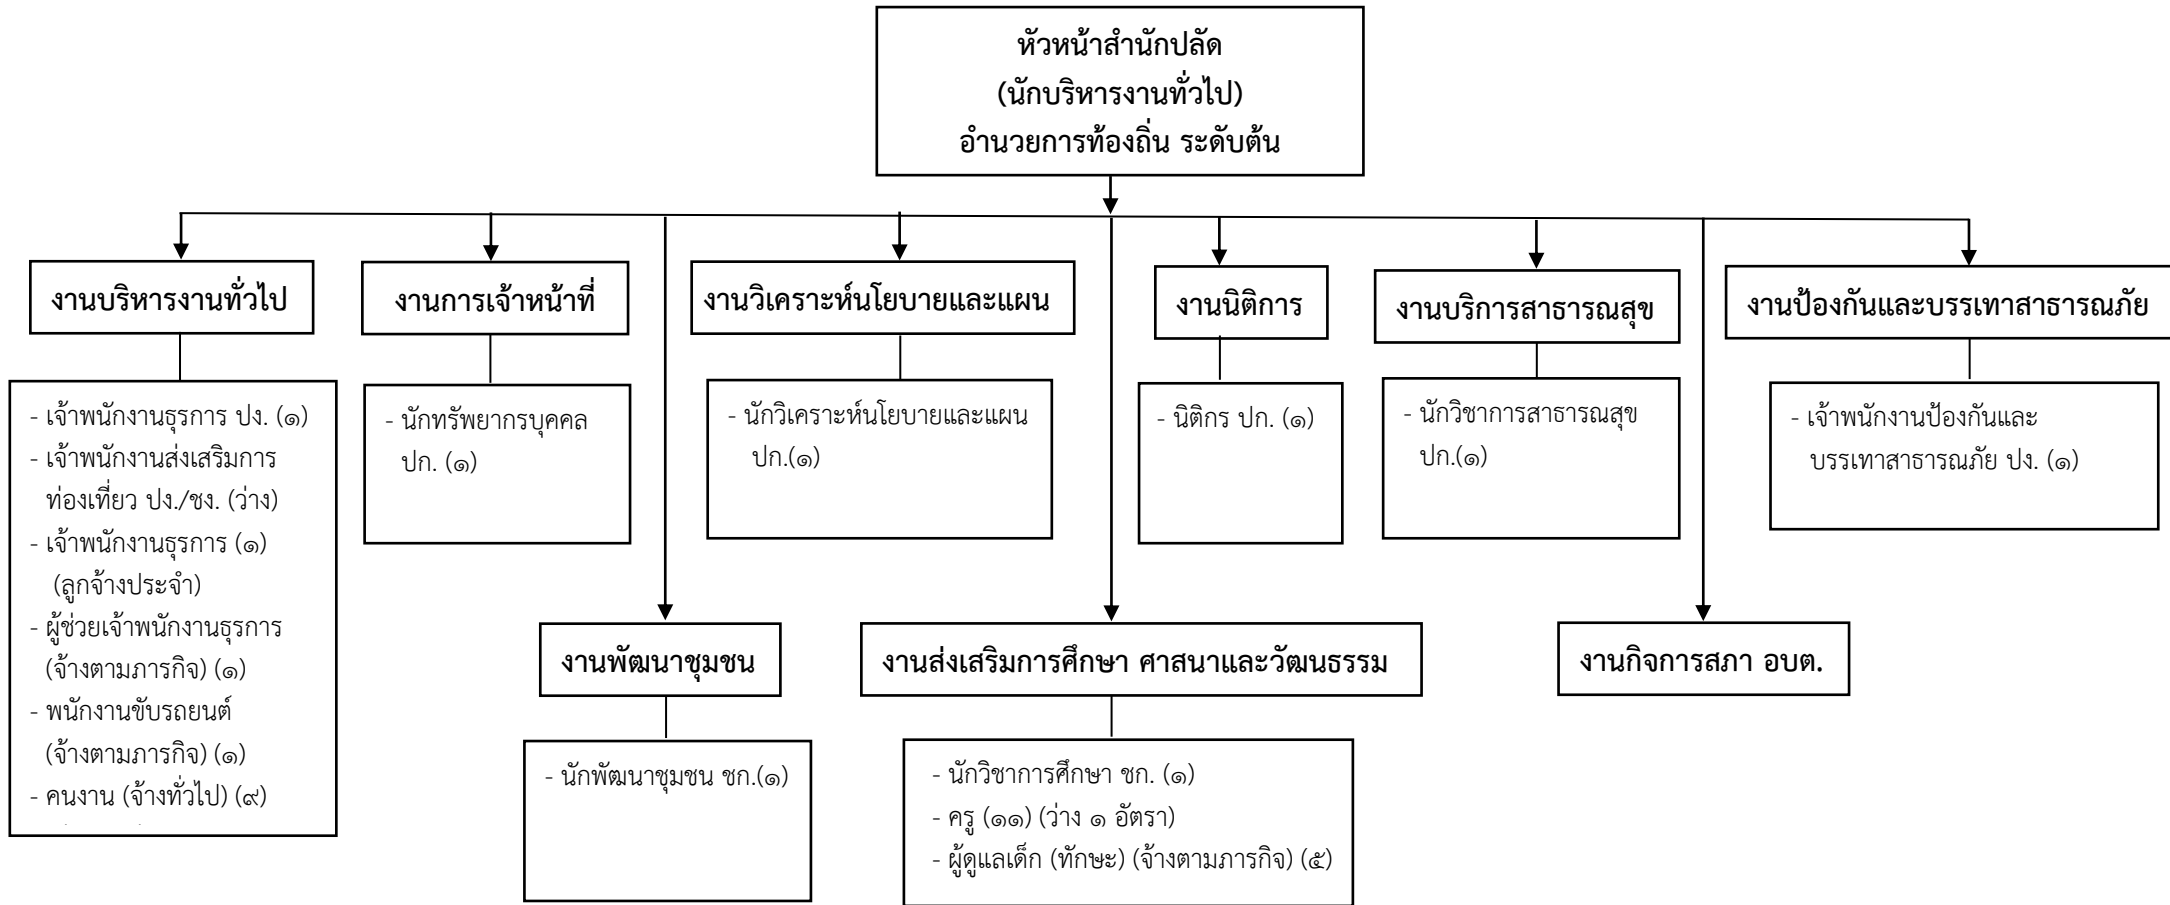 หัวหน้าสำนักปลัด
(นักบริหารงานทั่วไป)
อำนวยการท้องถิ่น ระดับต้น
งานบริหารงานทั่วไป
งานการเจ้าหน้าที่
งานวิเคราะห์นโยบายและแผน
งานนิติการ
งานบริการสาธารณสุข
งานป้องกันและบรรเทาสาธารณภัย
- เจ้าพนักงานธุรการ ปง. (๑)
- เจ้าพนักงานส่งเสริมการ
ท่องเที่ยว ปง./ชง. (ว่าง)
- เจ้าพนักงานธุรการ (๑)
(ลูกจ้างประจำ)
- ผู้ช่วยเจ้าพนักงานธุรการ
(จ้างตามภารกิจ) (๑)
- พนักงานขับรถยนต์
(จ้างตามภารกิจ) (๑)
- คนงาน (จ้างทั่วไป) (๙)
- นักทรัพยากรบุคคล
ปก. (๑)
- นักวิเคราะห์นโยบายและแผน
ปก.(๑)
- นิติกร ปก. (๑)
- นักวิชาการสาธารณสุข
ปก.(๑)
- เจ้าพนักงานป้องกันและ
บรรเทาสาธารณภัย ปง. (๑)
งานพัฒนาชุมชน
งานส่งเสริมการศึกษา ศาสนาและวัฒนธรรม
งานกิจการสภา อบต.
- นักพัฒนาชุมชน ชก.(๑)
- นักวิชาการศึกษา ชก. (๑)
- ครู (๑๑) (ว่าง ๑ อัตรา)
- ผู้ดูแลเด็ก (ทักษะ) (จ้างตามภารกิจ) (๕)